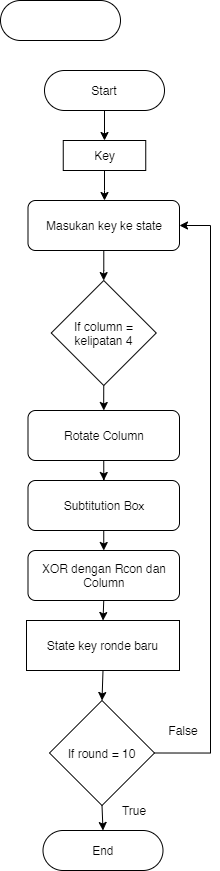 Start
Key
Masukan key ke state
If column =
kelipatan 4
Rotate Column
Subtitution Box
XOR dengan Rcon dan
Column
State key ronde baru
False
If round = 10
True
End